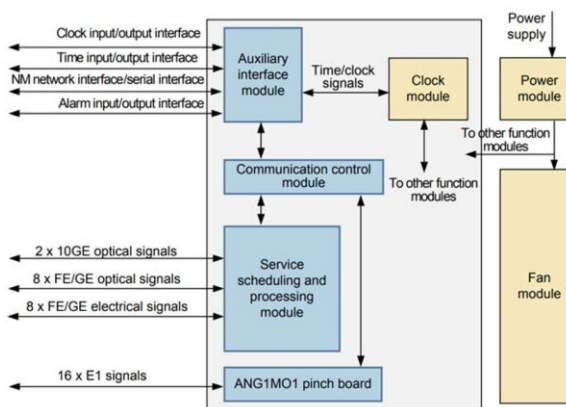 Clock input/output interface
Time input/output interface
NM network interface/serial interface
Alarm input/output interface
Auxiliary
interface
module
Time/clock
signals
Clock
module
Power
supply
Power
module
To other function
modules
Communication control
module
To other function
modules
2 x 10GE optical signals
8 x FE/GE optical signals
8 x FE/GE electrical signals
Service
scheduling and
processing
module
Fan
module
16 x E1 signals
ANG1MO1 pinch board